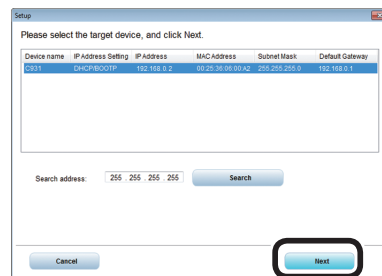 Setup
Please select the target device, and click Next.
Device name IP Address Setting IP Address MAC Address Subnet Mask Default Gateway
C931 DHCP/BOOTP 192.168.0.2 00:25:36:06:00:A2 255.255.255.0 192.168.0.1
Search address: 255 . 255 . 255 . 255 Search
Cancel Next